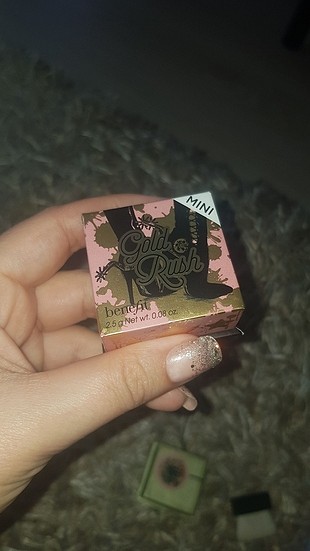 MINI
Gold
Rush
benefit
2.5 g Net wt. 0.08 oz.